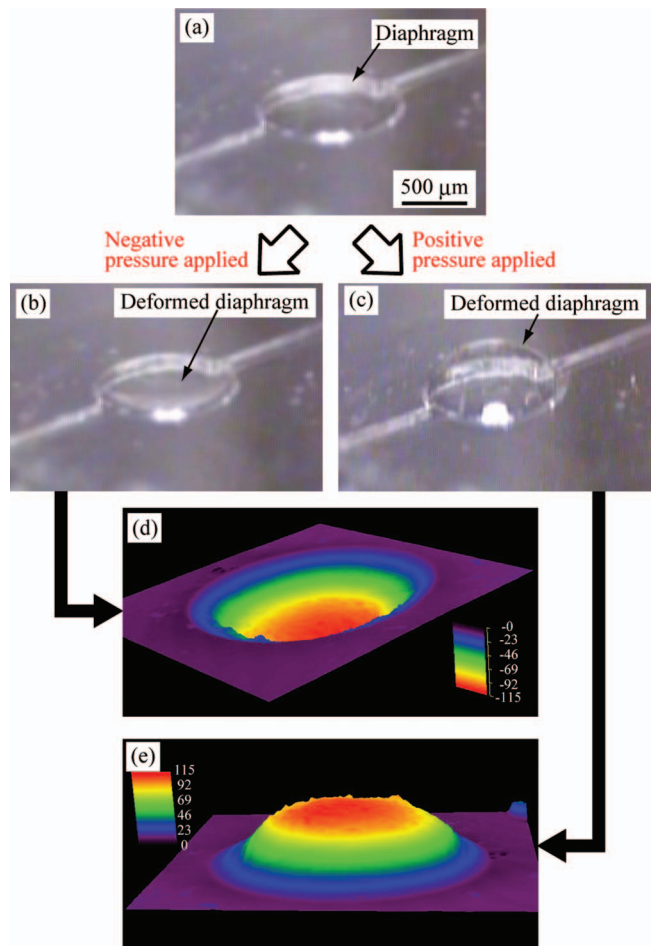 (a)
Diaphragm
500 μm
Negative
pressure applied
Positive
pressure applied
(b)
Deformed diaphragm
(c)
Deformed diaphragm
(d)
-0
-23
-46
-69
-92
-115
(e)
115
92
69
46
23
0